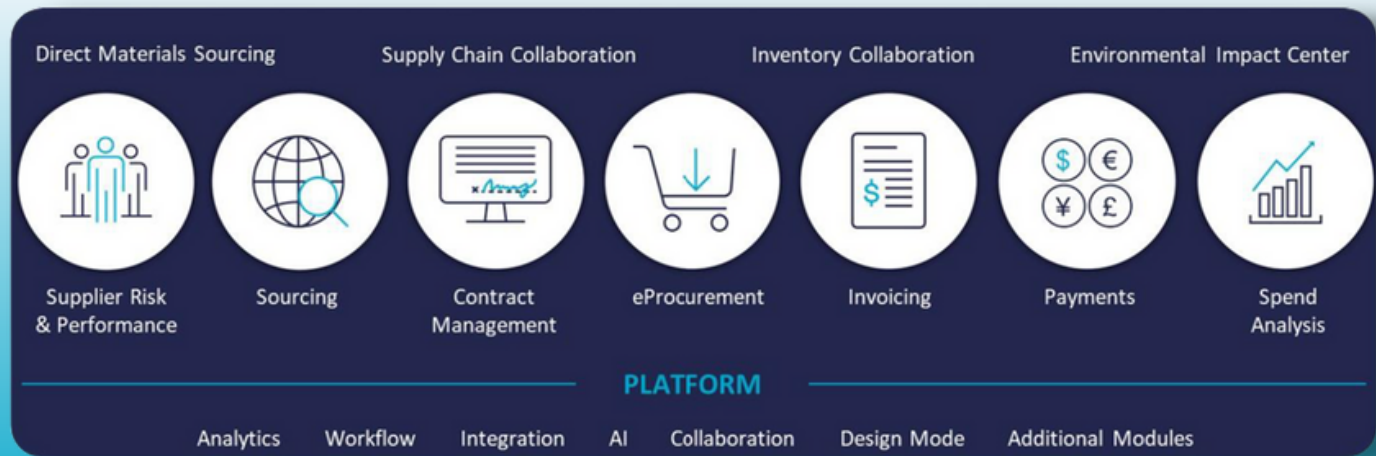 Direct Materials Sourcing
Supply Chain Collaboration
Inventory Collaboration
Environmental Impact Center
$ €
¥ £
$
x
Supplier Risk
& Performance
Sourcing
Contract
Management
eProcurement
Invoicing
Payments
Spend
Analysis
PLATFORM
Analytics Workflow Integration AI Collaboration Design Mode Additional Modules